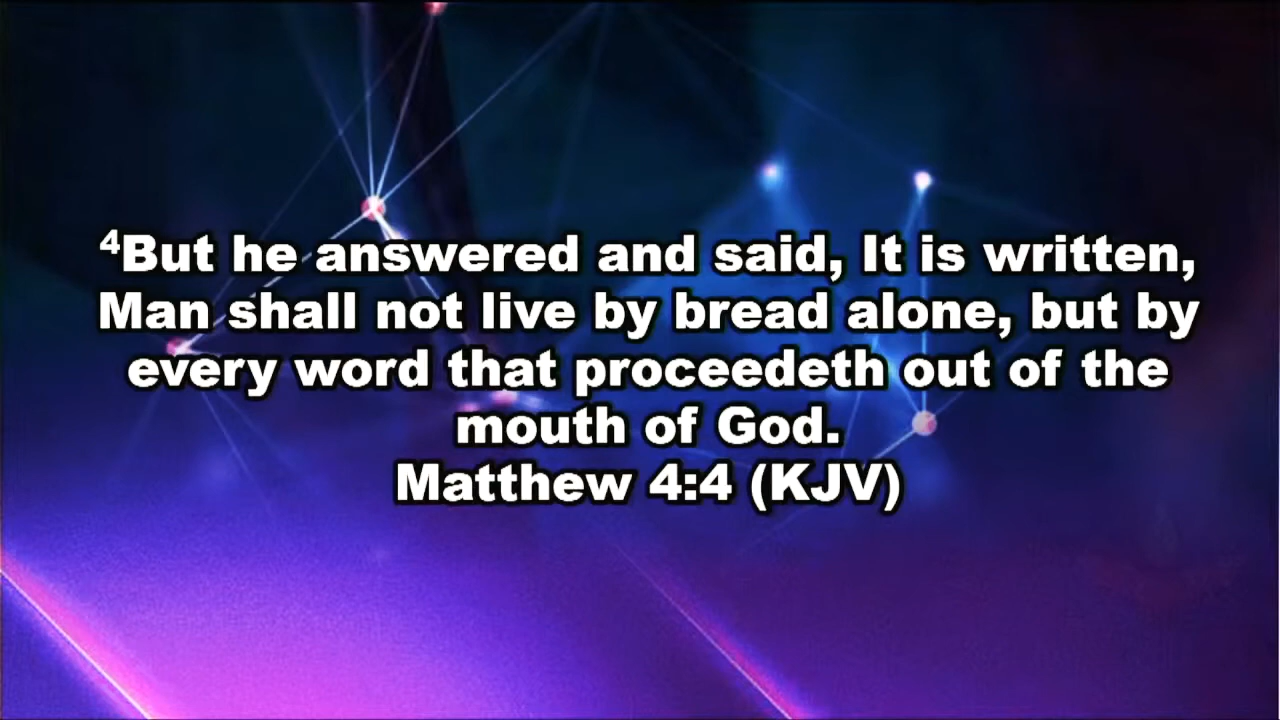 ⁴But he answered and said, It is written,
Man shall not live by bread alone, but by
every word that proceedeth out of the
mouth of God.
Matthew 4:4 (KJV)